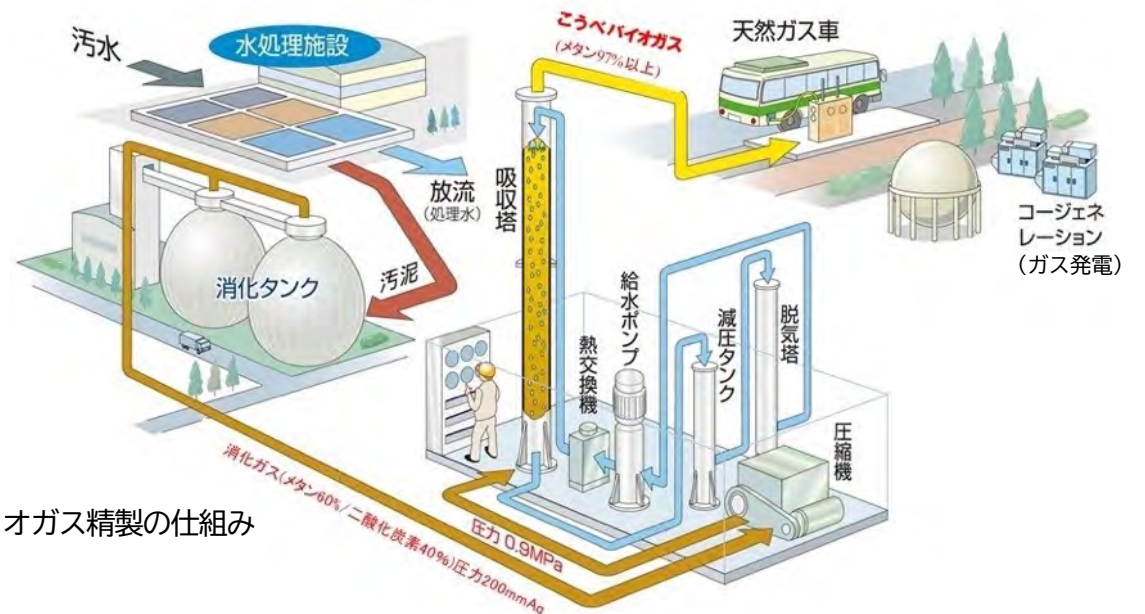 汚水
水処理施設
こうべバイオガス
(メタン97%以上)
天然ガス車
放流
(処理水)
吸収塔
汚泥
消化タンク
コージェネ
レーション
(ガス発電)
給水ポンプ
熱交換機
減圧タンク
脱気塔
圧縮機
消化ガス(メタン60%/二酸化炭素40%)圧力200mmAg
圧力 0.9MPa
オガス精製の仕組み